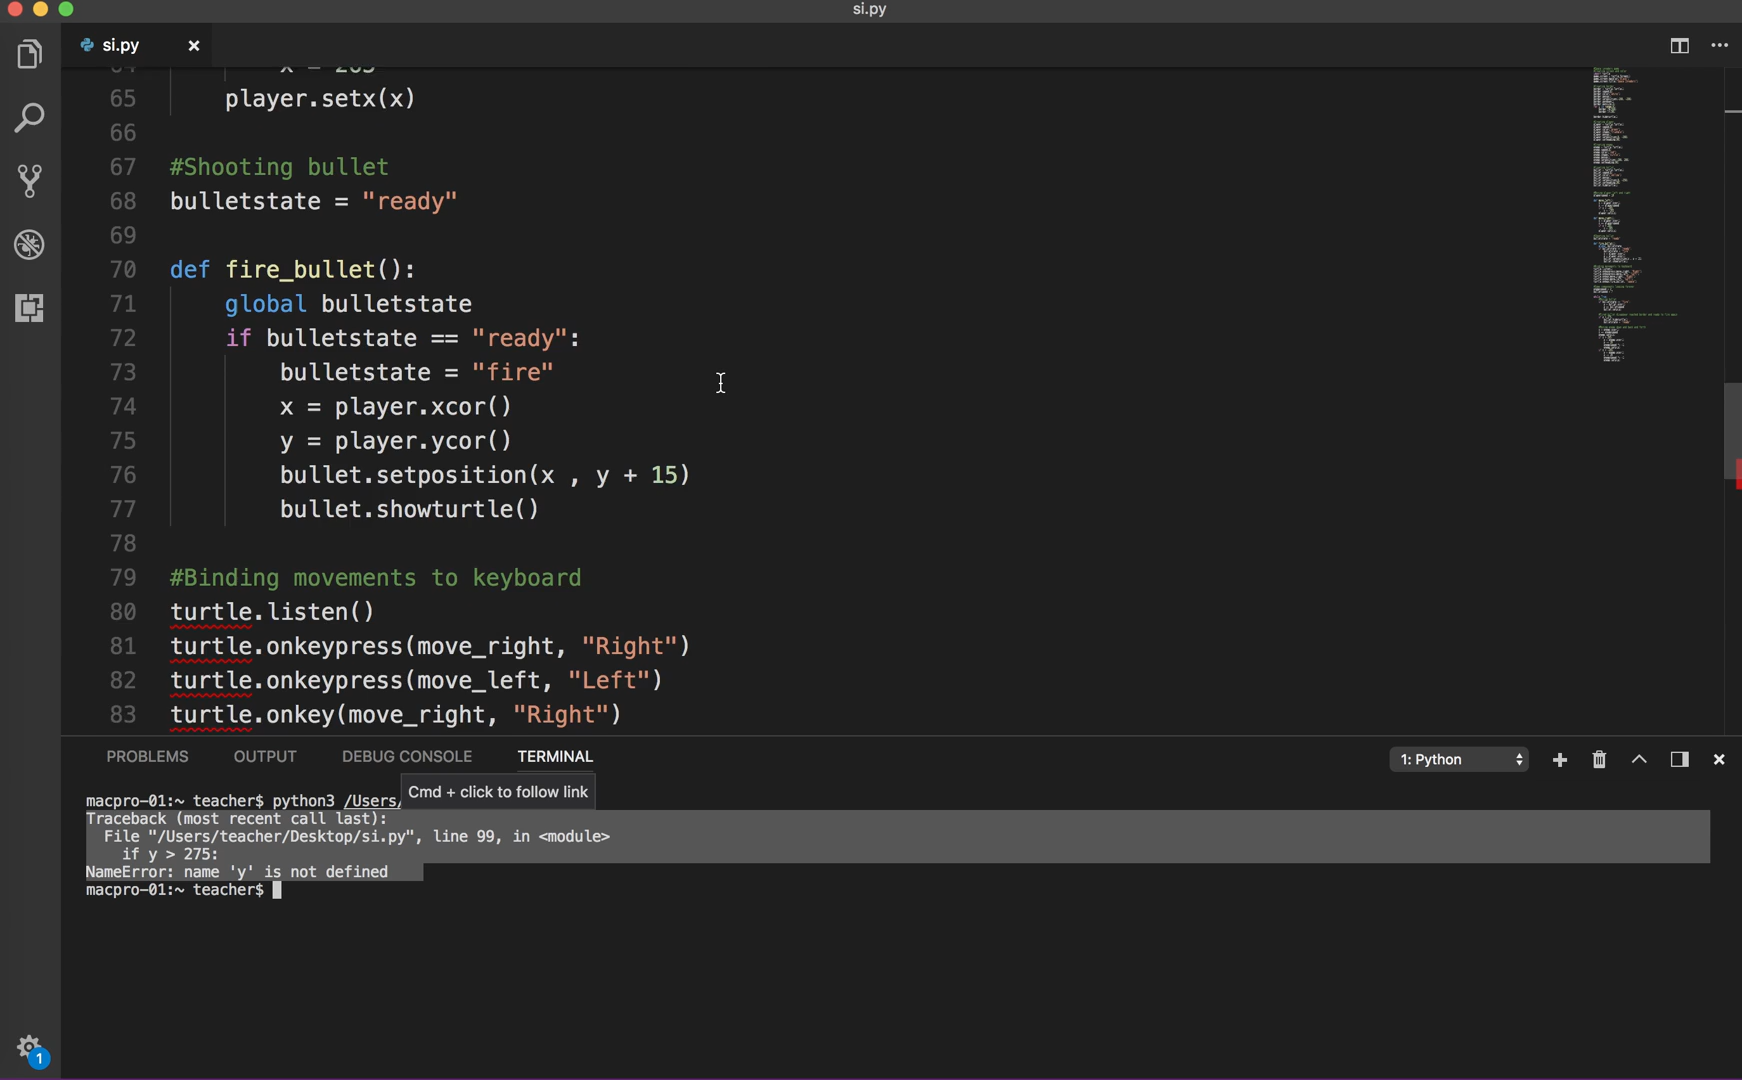 si.py
si.py
65 player.setx(x)
66
67 #Shooting bullet
68 bulletstate = "ready"
69
70 def fire_bullet():
71 global bulletstate
72 if bulletstate == "ready":
73 bulletstate = "fire"
74 x = player.xcor()
75 y = player.ycor()
76 bullet.setposition(x , y + 15)
77 bullet.showturtle()
78
79 #Binding movements to keyboard
80 turtle.listen()
81 turtle.onkeypress(move_right, "Right")
82 turtle.onkeypress(move_left, "Left")
83 turtle.onkey(move_right, "Right")
PROBLEMS OUTPUT DEBUG CONSOLE TERMINAL 1: Python
Cmd + click to follow link
macpro-01:~ teacher$ python3 /Users/
Traceback (most recent call last):
File "/Users/teacher/Desktop/si.py", line 99, in <module>
if y > 275:
NameError: name 'y' is not defined
macpro-01:~ teacher$
1